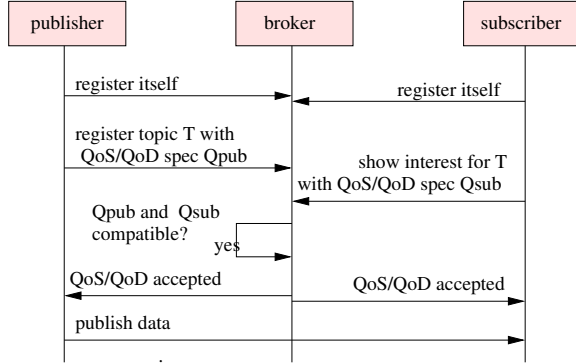 publisher
broker
subscriber
register itself
register itself
register topic T with
QoS/QoD spec Qpub
show interest for T
with QoS/QoD spec Qsub
Qpub and Qsub
compatible?
yes
QoS/QoD accepted
QoS/QoD accepted
publish data